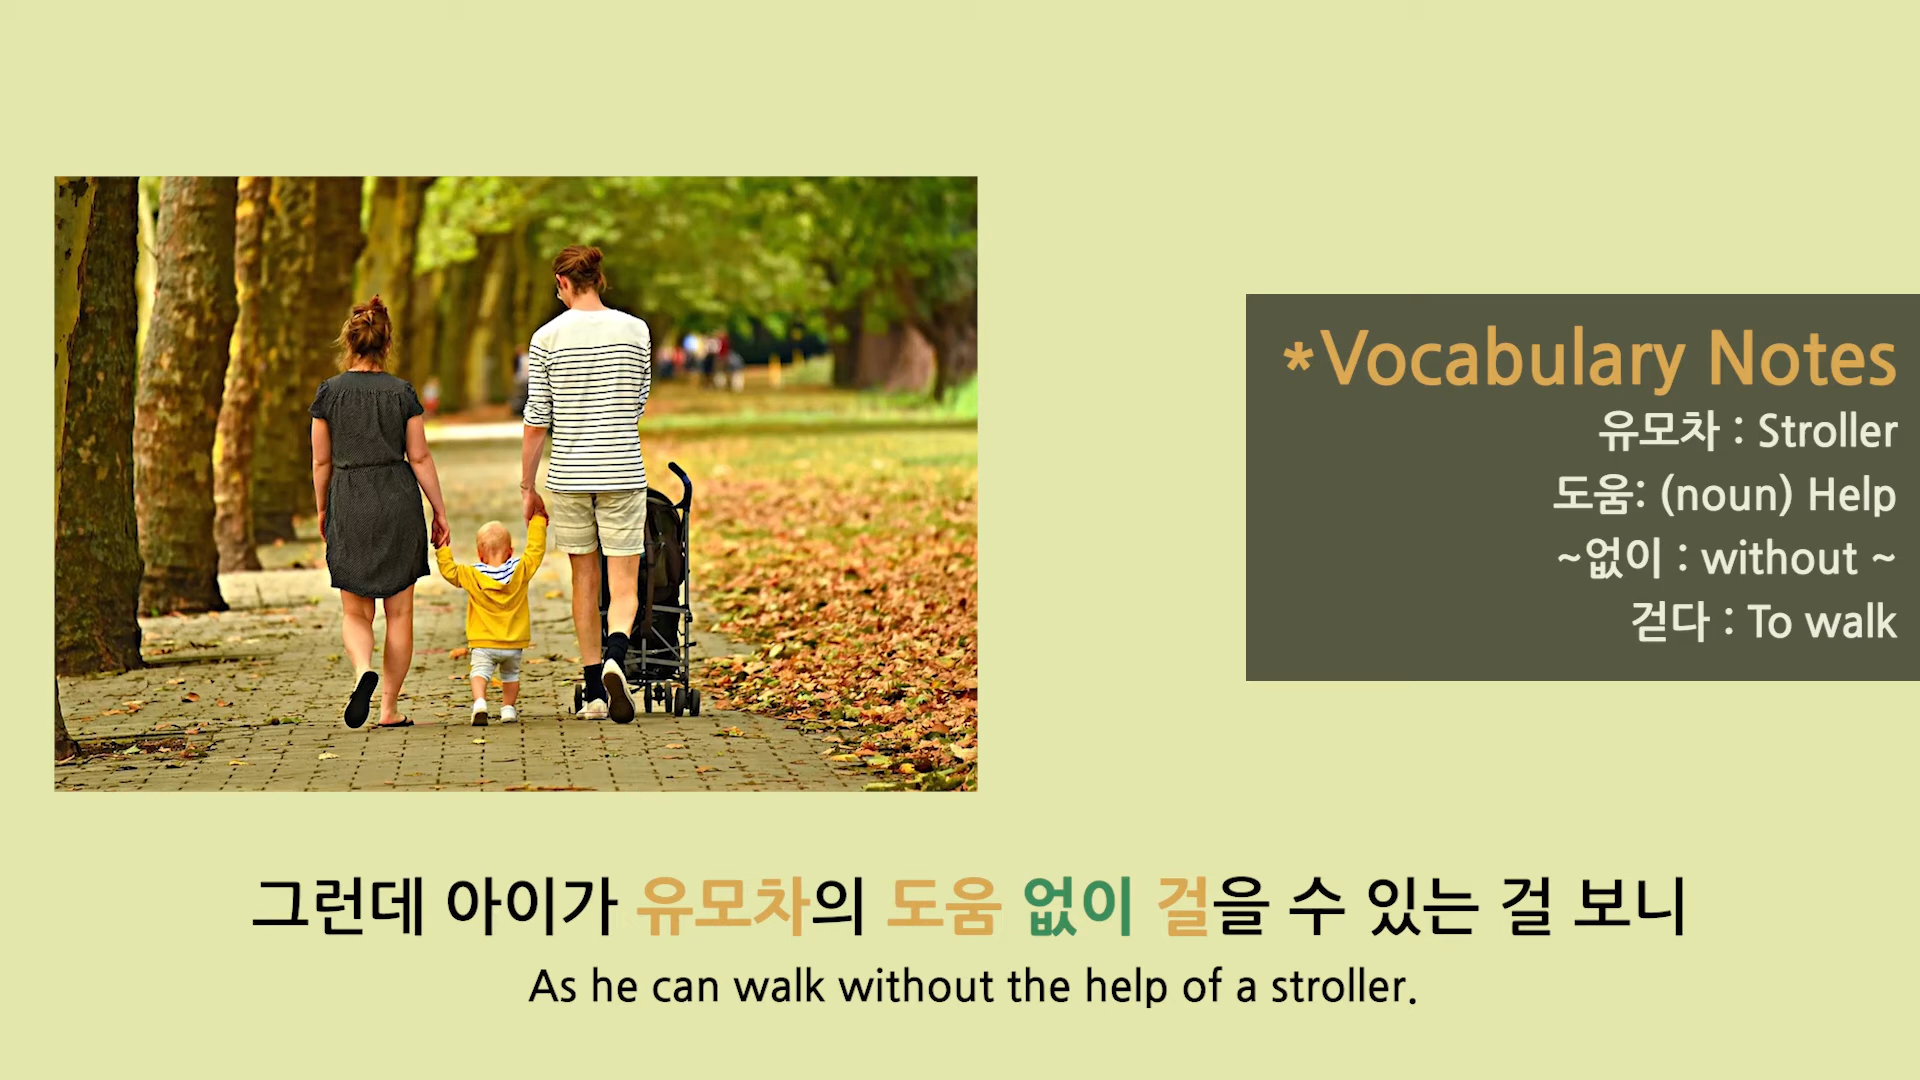 *Vocabulary Notes
유모차 : Stroller
도움: (noun) Help
~없이 : without ~
걷다 : To walk
그런데 아이가 유모차의 도움 없이 걸을 수 있는 걸 보니
As he can walk without the help of a stroller.